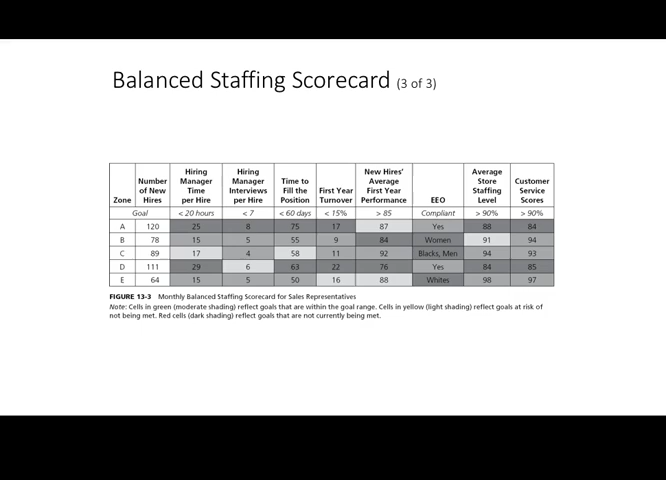 Balanced Staffing Scorecard (3 of 3)
Zone | Number of New Hires | Hiring Manager Time per Hire | Hiring Manager Interviews per Hire | Time to Fill the Position | First Year Turnover | New Hires' Average First Year Performance | EEO | Average Store Staffing Level | Customer Service Scores
Goal | < 20 hours | < 7 | < 60 days | < 15% | > 85 | Compliant | > 90% | > 90%
A | 120 | 25 | 8 | 75 | 17 | 87 | Yes | 88 | 84
B | 78 | 15 | 5 | 55 | 9 | 84 | Women | 91 | 94
C | 89 | 17 | 4 | 58 | 11 | 92 | Blacks, Men | 94 | 93
D | 111 | 29 | 6 | 63 | 22 | 76 | Yes | 84 | 85
E | 64 | 15 | 5 | 50 | 16 | 88 | Whites | 98 | 97
FIGURE 13-3 Monthly Balanced Staffing Scorecard for Sales Representatives
Note: Cells in green (moderate shading) reflect goals that are within the goal range. Cells in yellow (light shading) reflect goals at risk of
not being met. Red cells (dark shading) reflect goals that are not currently being met.